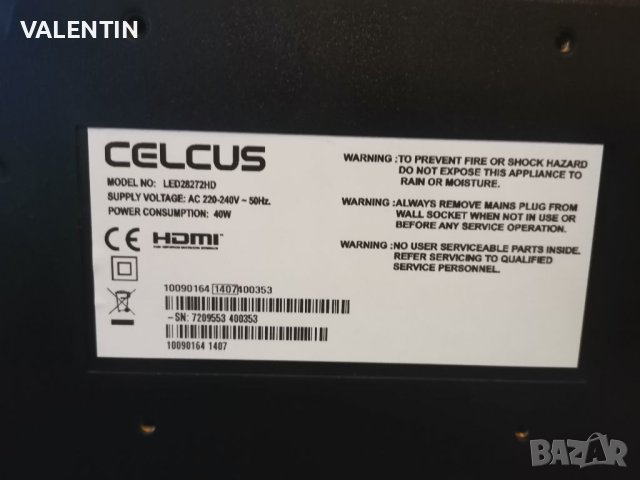 VALENTIN
CELCUS
MODEL NO: LED28272HD
SUPPLY VOLTAGE: AC 220-240V ~ 50Hz.
POWER CONSUMPTION: 40W
CE HDMI
10090164 1407 400353
-SN: 7209553 400353
10090164 1407
WARNING :TO PREVENT FIRE OR SHOCK HAZARD
DO NOT EXPOSE THIS APPLIANCE TO
RAIN OR MOISTURE.
WARNING :ALWAYS REMOVE MAINS PLUG FROM
WALL SOCKET WHEN NOT IN USE OR
BEFORE ANY SERVICE OPERATION.
WARNING :NO USER SERVICEABLE PARTS INSIDE.
REFER SERVICING TO QUALIFIED
SERVICE PERSONNEL.
BAZAR